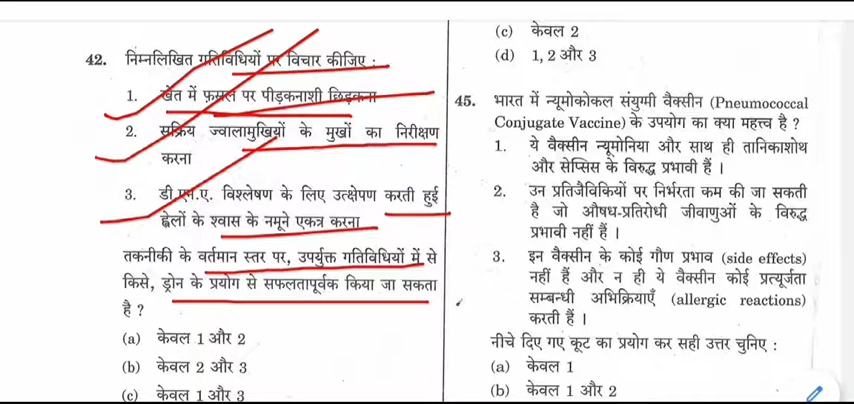 42. निम्नलिखित गतिविधियों पर विचार कीजिए :
1. खेत में फ़सल पर पीड़कनाशी छिड़कना
2. सक्रिय ज्वालामुखियों के मुखों का निरीक्षण
करना
3. डी.एन.ए. विश्लेषण के लिए उत्क्षेपण करती हुई
ह्वेलों के श्वास के नमूने एकत्र करना
तकनीकी के वर्तमान स्तर पर, उपर्युक्त गतिविधियों में से
किसे, ड्रोन के प्रयोग से सफलतापूर्वक किया जा सकता
है ?
(a) केवल 1 और 2
(b) केवल 2 और 3
(c) केवल 1 और 3
(c) केवल 2
(d) 1, 2 और 3
45. भारत में न्यूमोकोकल संयुग्मी वैक्सीन (Pneumococcal
Conjugate Vaccine) के उपयोग का क्या महत्त्व है ?
1. ये वैक्सीन न्यूमोनिया और साथ ही तानिकाशोथ
और सेप्सिस के विरुद्ध प्रभावी हैं ।
2. उन प्रतिजैविकियों पर निर्भरता कम की जा सकती
है जो औषध-प्रतिरोधी जीवाणुओं के विरुद्ध
प्रभावी नहीं हैं ।
3. इन वैक्सीन के कोई गौण प्रभाव (side effects)
नहीं हैं और न ही ये वैक्सीन कोई प्रत्यूर्जता
सम्बन्धी अभिक्रियाएँ (allergic reactions)
करती हैं ।
नीचे दिए गए कूट का प्रयोग कर सही उत्तर चुनिए :
(a) केवल 1
(b) केवल 1 और 2